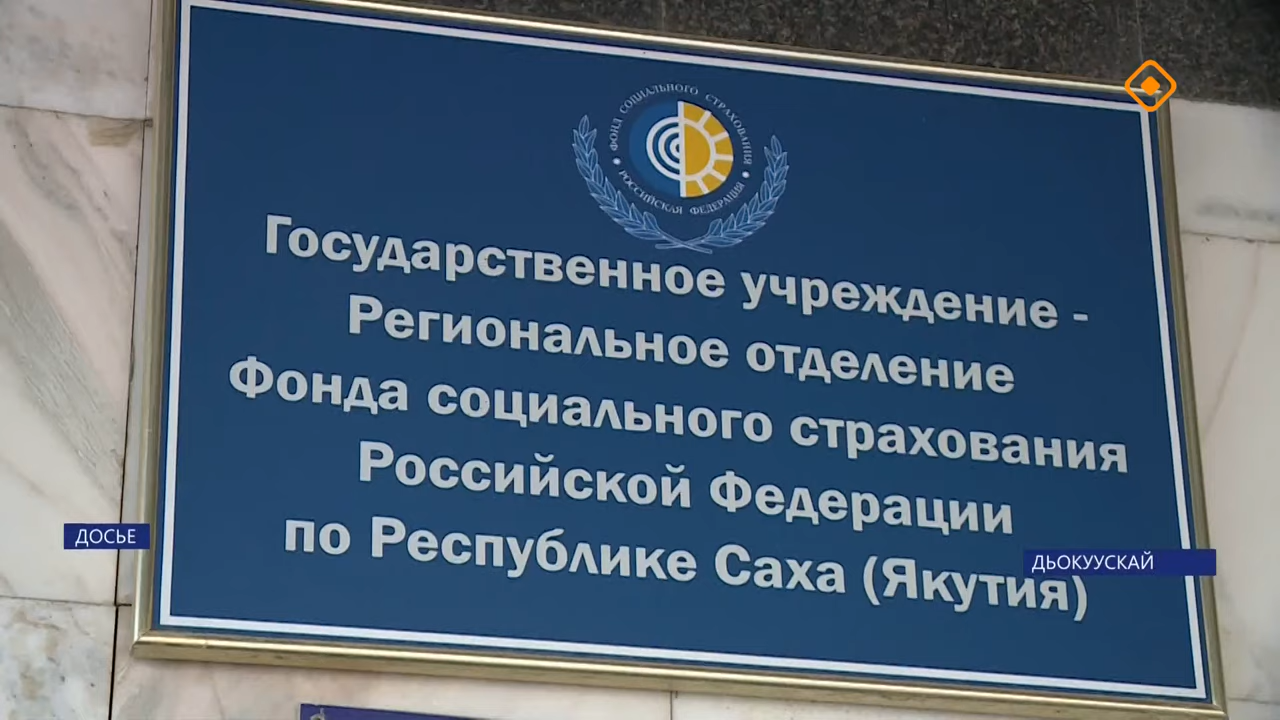 ФОНД СОЦИАЛЬНОГО СТРАХОВАНИЯ
РОССИЙСКАЯ ФЕДЕРАЦИЯ
Государственное учреждение -
Региональное отделение
Фонда социального страхования
Российской Федерации
по Республике Саха (Якутия)
ДОСЬЕ
ДЬОКУУСКАЙ